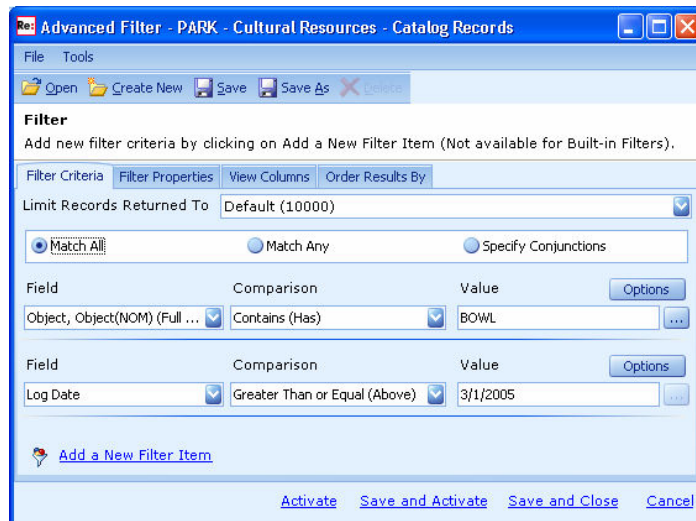 Re: Advanced Filter - PARK - Cultural Resources - Catalog Records
File Tools
Open Create New Save Save As Delete
Filter
Add new filter criteria by clicking on Add a New Filter Item (Not available for Built-in Filters).
Filter Criteria Filter Properties View Columns Order Results By
Limit Records Returned To Default (10000)
Match All Match Any Specify Conjunctions
Field Comparison Value Options
Object, Object(NOM) (Full ... Contains (Has) BOWL ...
Field Comparison Value Options
Log Date Greater Than or Equal (Above) 3/1/2005 ...
Add a New Filter Item
Activate Save and Activate Save and Close Cancel